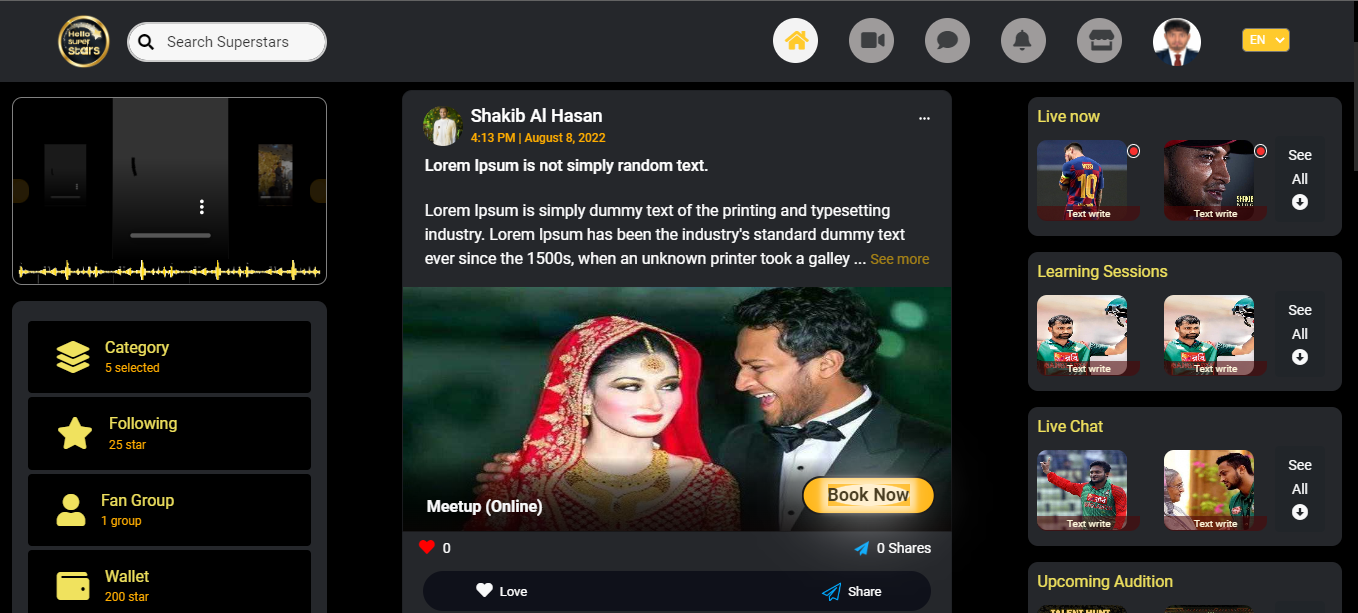 Hello
super
stars
Search Superstars
EN
Shakib Al Hasan
4:13 PM | August 8, 2022
Lorem Ipsum is not simply random text.
Lorem Ipsum is simply dummy text of the printing and typesetting
industry. Lorem Ipsum has been the industry's standard dummy text
ever since the 1500s, when an unknown printer took a galley ... See more
Meetup (Online)
Book Now
0
0 Shares
Love
Share
Category
5 selected
Following
25 star
Fan Group
1 group
Wallet
200 star
Live now
MESSI
10
Text write
Text write
See
All
Learning Sessions
Text write
Text write
See
All
Live Chat
Text write
Text write
See
All
Upcoming Audition
TALENT HUNT